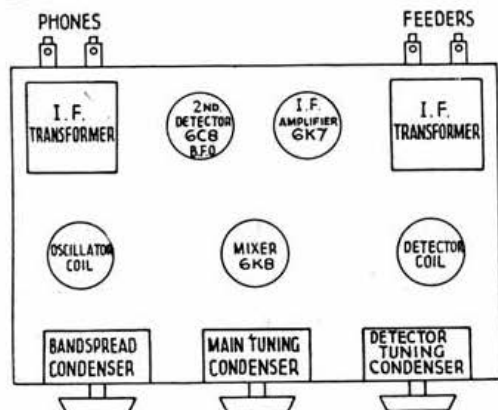 PHONES
FEEDERS
I.F.
TRANSFORMER
2ND.
DETECTOR
6C8
B.F.O.
I.F.
AMPLIFIER
6K7
I.F.
TRANSFORMER
OSCILLATOR
COIL
MIXER
6K8
DETECTOR
COIL
BANDSPREAD
CONDENSER
MAIN TUNING
CONDENSER
DETECTOR
TUNING
CONDENSER